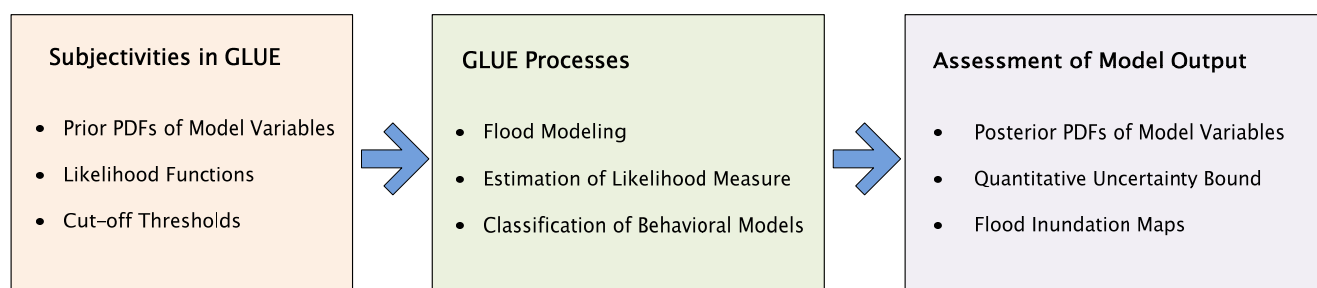 Subjectivities in GLUE
• Prior PDFs of Model Variables
• Likelihood Functions
• Cut-off Thresholds
GLUE Processes
• Flood Modeling
• Estimation of Likelihood Measure
• Classification of Behavioral Models
Assessment of Model Output
• Posterior PDFs of Model Variables
• Quantitative Uncertainty Bound
• Flood Inundation Maps